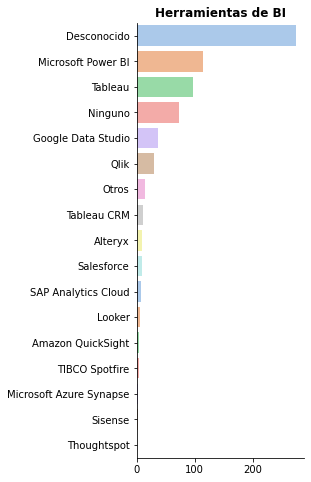 Herramientas de BI
Desconocido
Microsoft Power BI
Tableau
Ninguno
Google Data Studio
Qlik
Otros
Tableau CRM
Alteryx
Salesforce
SAP Analytics Cloud
Looker
Amazon QuickSight
TIBCO Spotfire
Microsoft Azure Synapse
Sisense
Thoughtspot
0 100 200